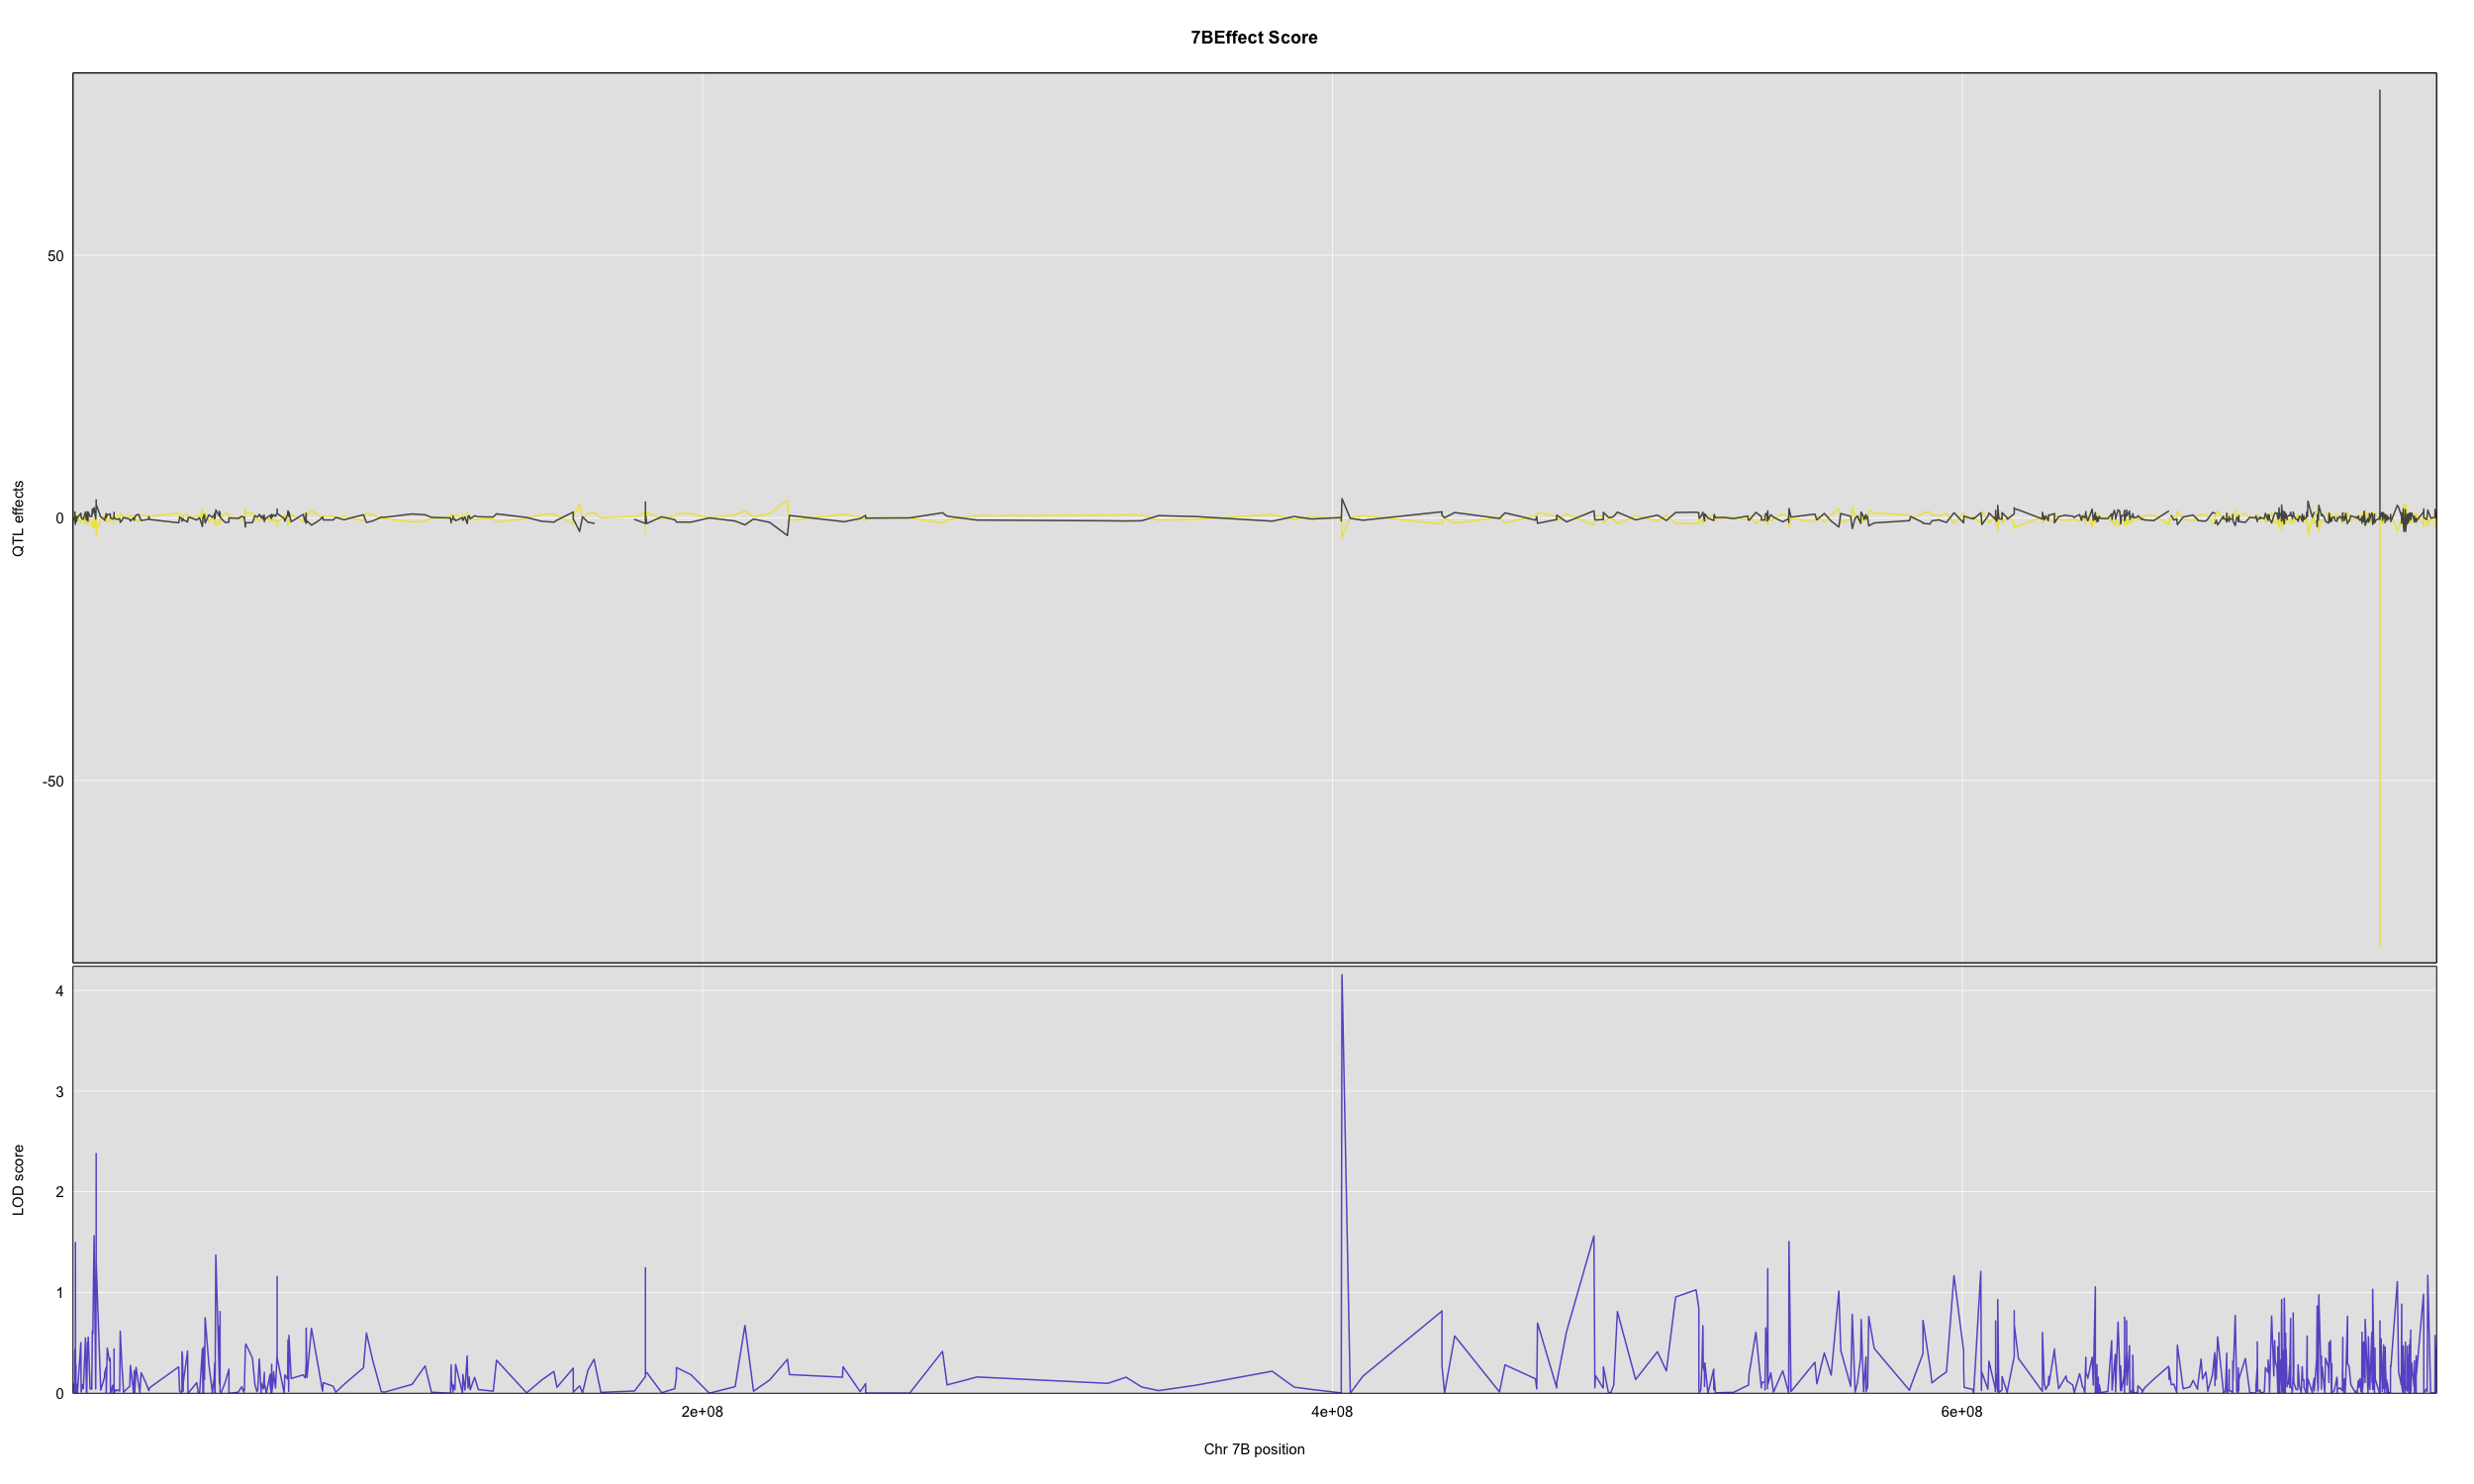 7BEffect Score
50
0
-50
QTL effects
4
3
2
1
0
LOD score
2e+08
4e+08
6e+08
Chr 7B position